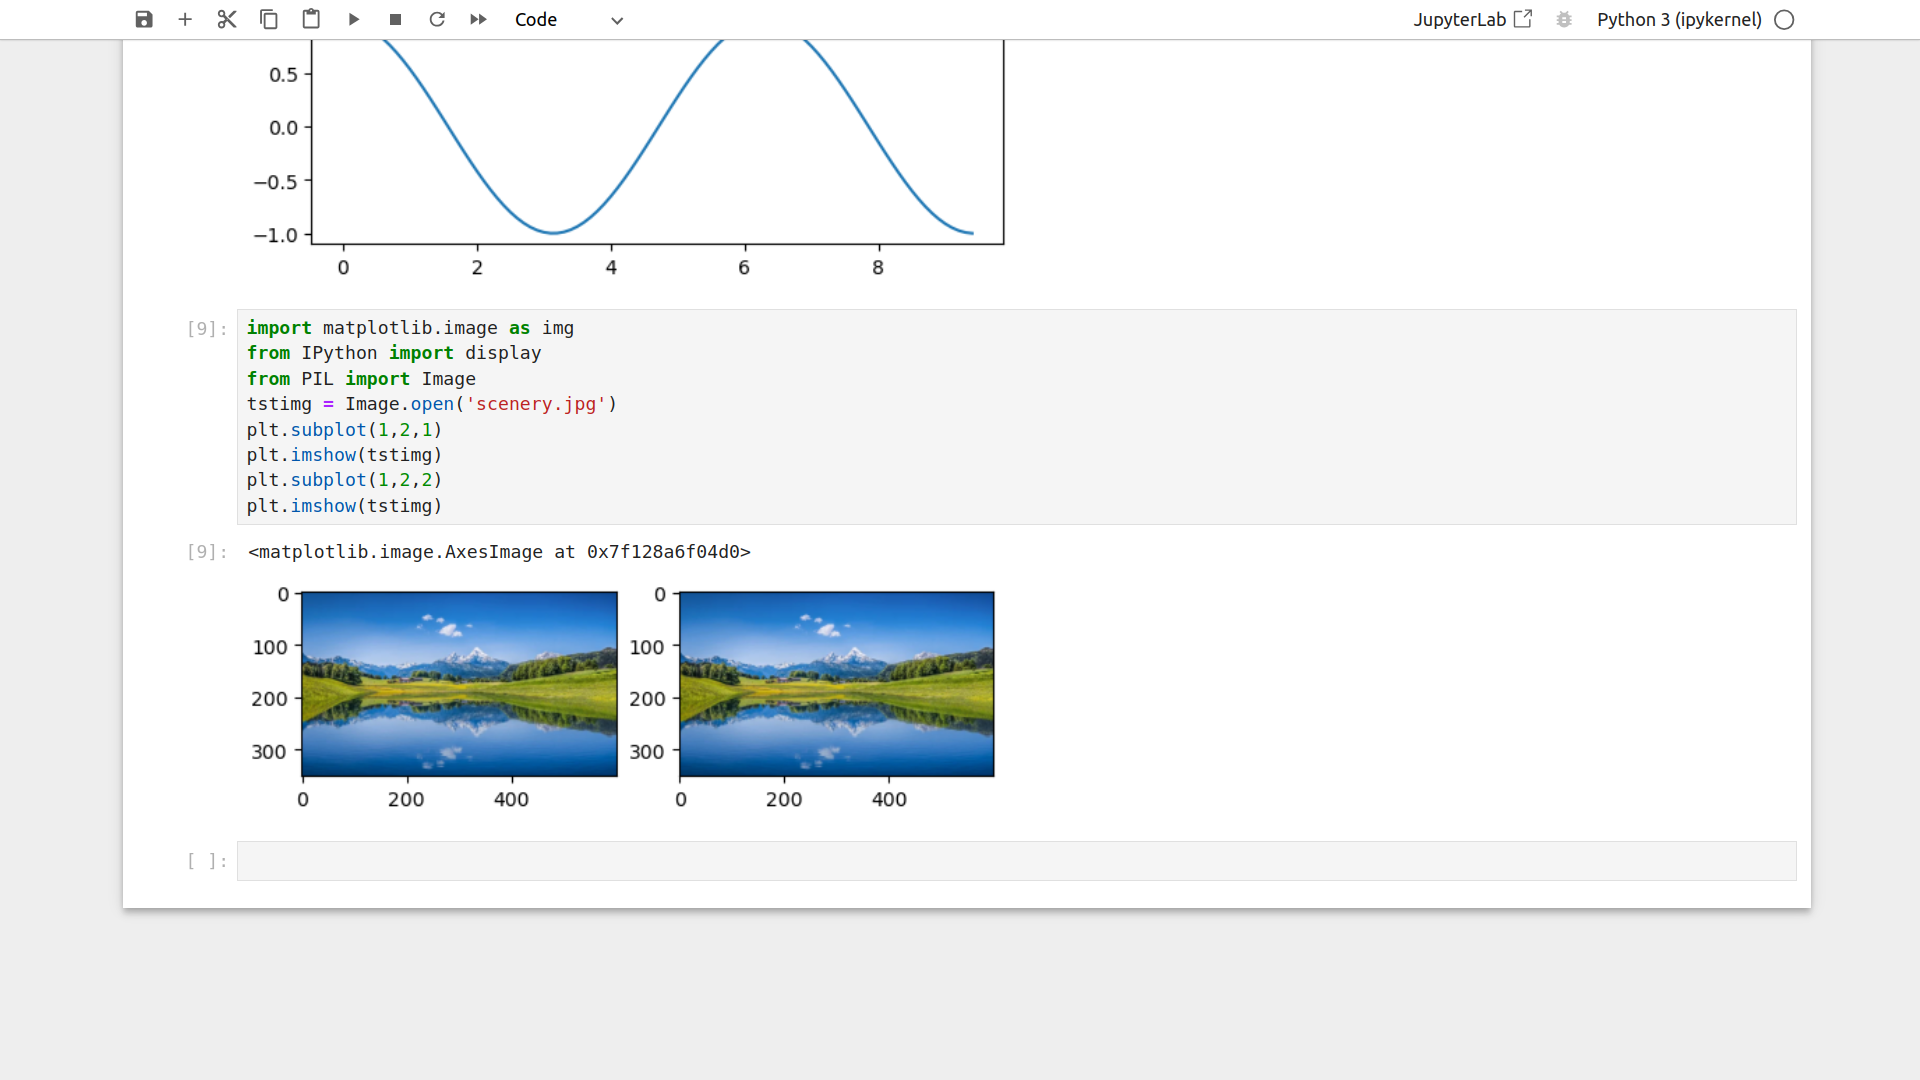 Code JupyterLab Python 3 (ipykernel)
0.5
0.0
−0.5
−1.0
0 2 4 6 8
[9]: import matplotlib.image as img
from IPython import display
from PIL import Image
tstimg = Image.open('scenery.jpg')
plt.subplot(1,2,1)
plt.imshow(tstimg)
plt.subplot(1,2,2)
plt.imshow(tstimg)
[9]: <matplotlib.image.AxesImage at 0x7f128a6f04d0>
0 0
100 100
200 200
300 300
0 200 400 0 200 400
[ ]: